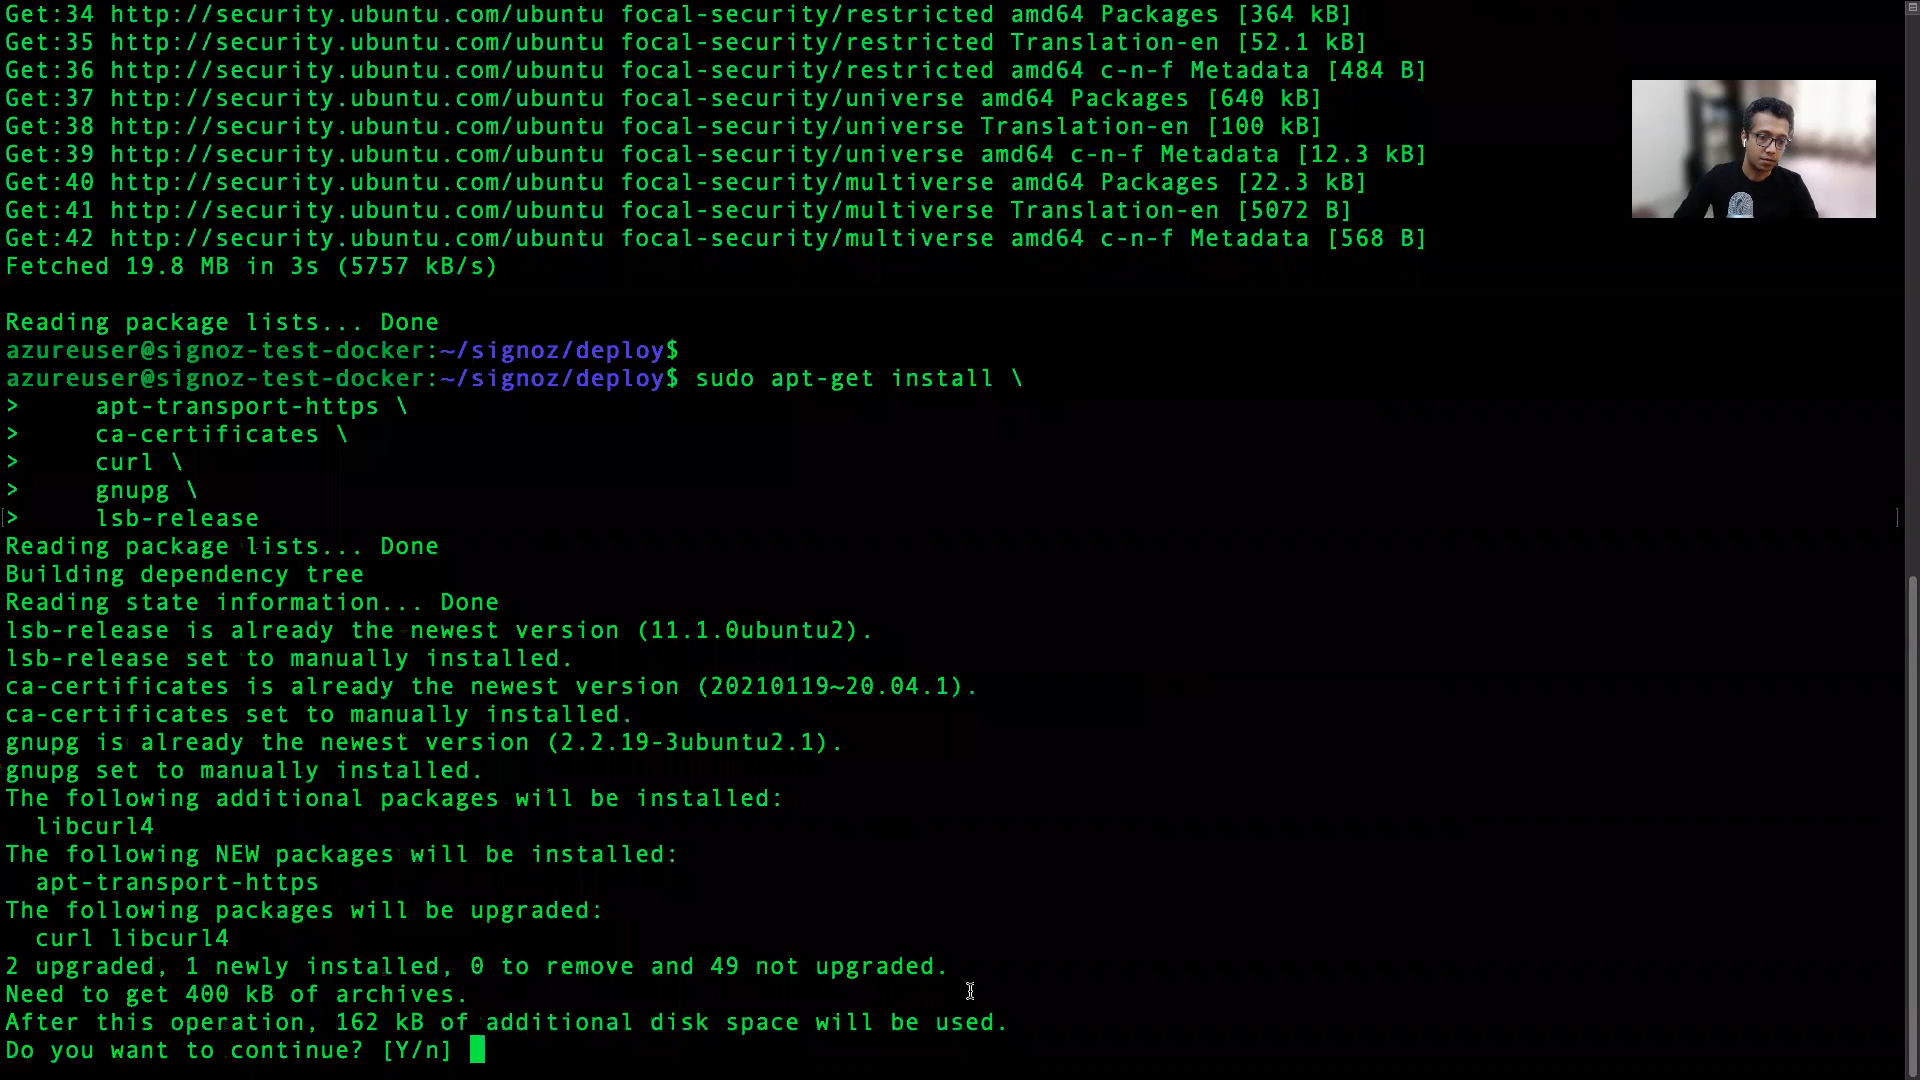 Get:34 http://security.ubuntu.com/ubuntu focal-security/restricted amd64 Packages [364 kB]
Get:35 http://security.ubuntu.com/ubuntu focal-security/restricted Translation-en [52.1 kB]
Get:36 http://security.ubuntu.com/ubuntu focal-security/restricted amd64 c-n-f Metadata [484 B]
Get:37 http://security.ubuntu.com/ubuntu focal-security/universe amd64 Packages [640 kB]
Get:38 http://security.ubuntu.com/ubuntu focal-security/universe Translation-en [100 kB]
Get:39 http://security.ubuntu.com/ubuntu focal-security/universe amd64 c-n-f Metadata [12.3 kB]
Get:40 http://security.ubuntu.com/ubuntu focal-security/multiverse amd64 Packages [22.3 kB]
Get:41 http://security.ubuntu.com/ubuntu focal-security/multiverse Translation-en [5072 B]
Get:42 http://security.ubuntu.com/ubuntu focal-security/multiverse amd64 c-n-f Metadata [568 B]
Fetched 19.8 MB in 3s (5757 kB/s)
Reading package lists... Done
azureuser@signoz-test-docker:~/signoz/deploy$
azureuser@signoz-test-docker:~/signoz/deploy$ sudo apt-get install \
>      apt-transport-https \
>      ca-certificates \
>      curl \
>      gnupg \
>      lsb-release
Reading package lists... Done
Building dependency tree
Reading state information... Done
lsb-release is already the newest version (11.1.0ubuntu2).
lsb-release set to manually installed.
ca-certificates is already the newest version (20210119~20.04.1).
ca-certificates set to manually installed.
gnupg is already the newest version (2.2.19-3ubuntu2.1).
gnupg set to manually installed.
The following additional packages will be installed:
  libcurl4
The following NEW packages will be installed:
  apt-transport-https
The following packages will be upgraded:
  curl libcurl4
2 upgraded, 1 newly installed, 0 to remove and 49 not upgraded.
Need to get 400 kB of archives.
After this operation, 162 kB of additional disk space will be used.
Do you want to continue? [Y/n]